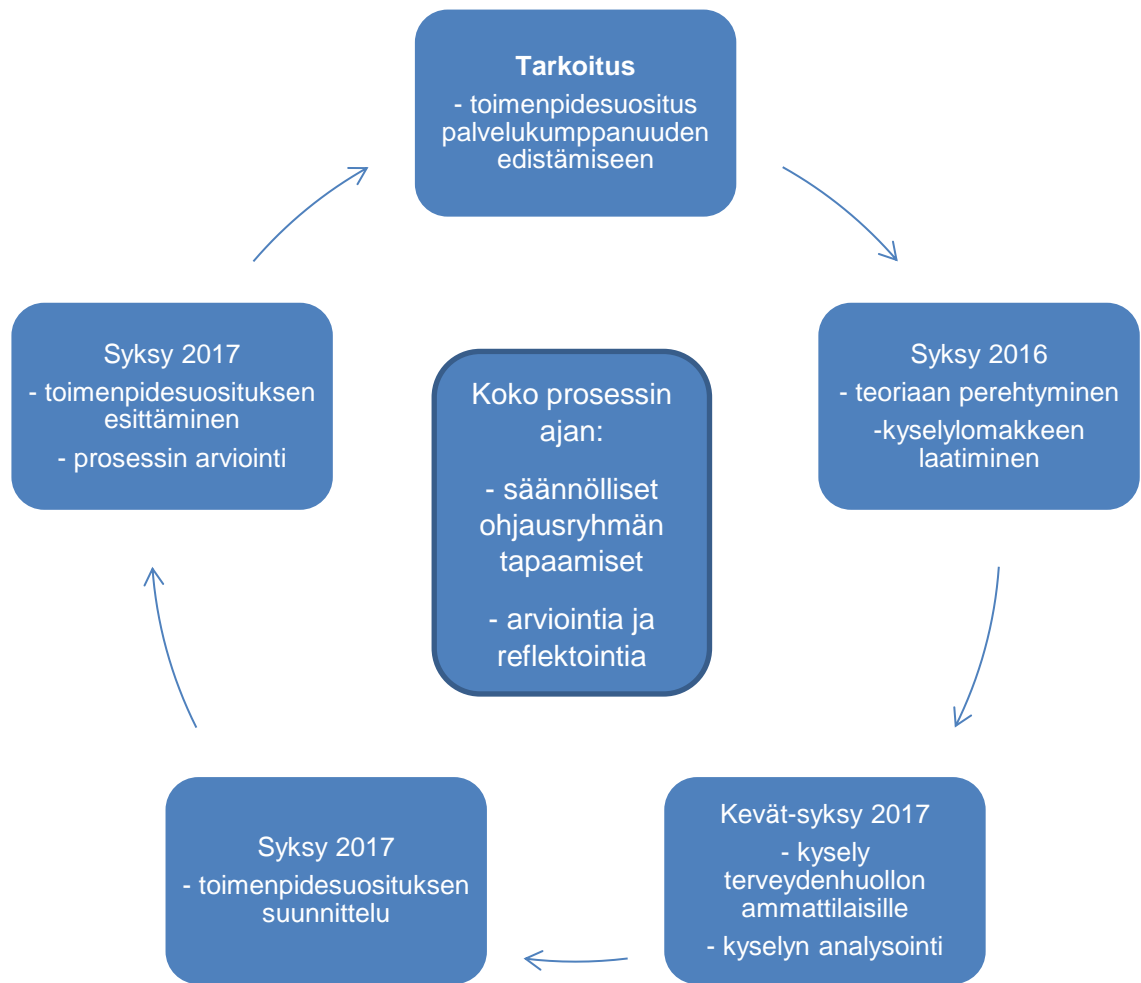 Tarkoitus
- toimenpidesuositus
palvelukumppanuuden
edistämiseen
Syksy 2016
- teoriaan perehtyminen
-kyselylomakkeen
laatiminen
Kevät-syksy 2017
- kysely
terveydenhuollon
ammattilaisille
- kyselyn analysointi
Syksy 2017
- toimenpidesuosituksen
suunnittelu
Syksy 2017
- toimenpidesuosituksen
esittäminen
- prosessin arviointi
Koko prosessin
ajan:
- säännölliset
ohjausryhmän
tapaamiset
- arviointia ja
reflektointia